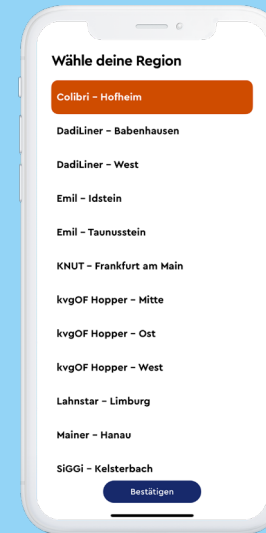 Wähle deine Region
Colibri – Hofheim
DadiLiner – Babenhausen
DadiLiner – West
Emil – Idstein
Emil – Taunusstein
KNUT – Frankfurt am Main
kvgOF Hopper – Mitte
kvgOF Hopper – Ost
kvgOF Hopper – West
Lahnstar – Limburg
Mainer – Hanau
SiGGi – Kelsterbach
Bestätigen